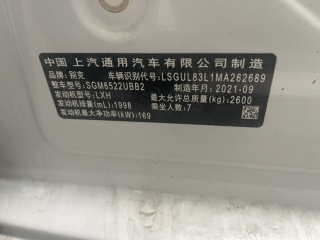 中国 上汽通用汽车有限公司制造
品牌：别克 车辆识别代号：LSGUL83L1MA262689
整车型号：SGM6522UBB2 制造年月：2021-09
发动机型号：LXH 最大允许总质量(kg)：2600
发动机排量(mL)：1998 乘坐人数：7
发动机最大净功率(kW)：169